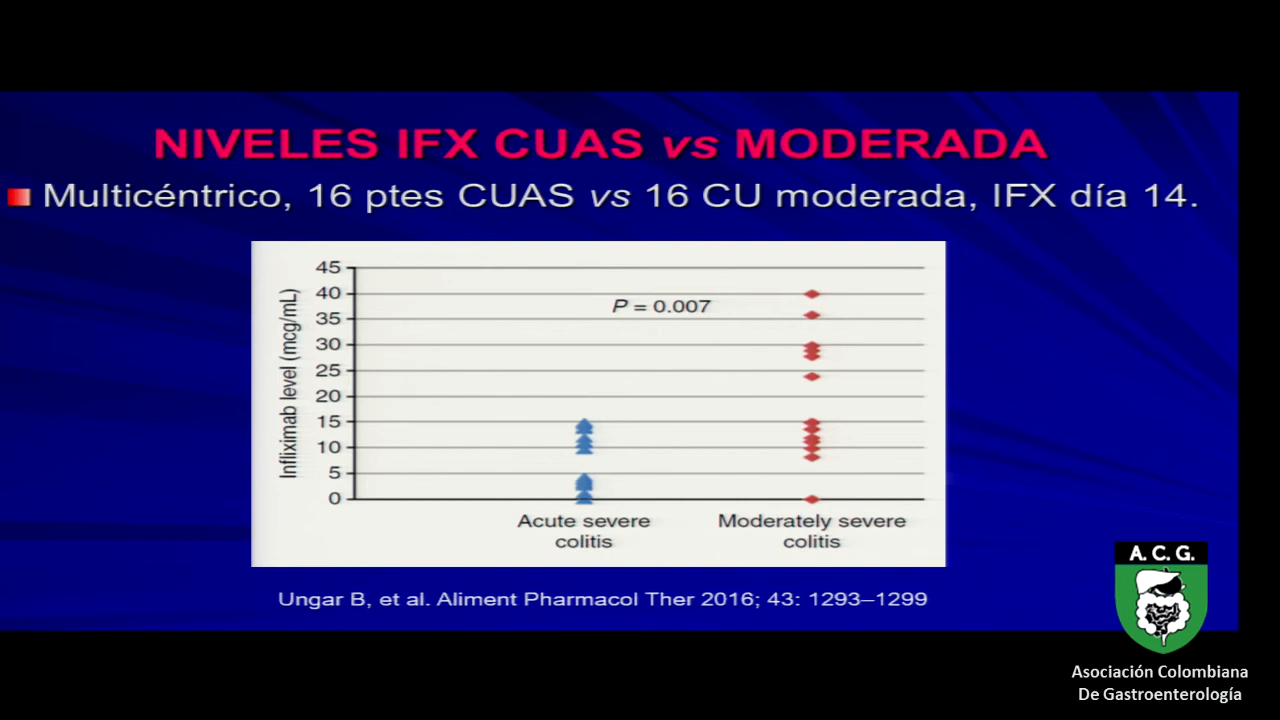 NIVELES IFX CUAS vs MODERADA
Multicéntrico, 16 ptes CUAS vs 16 CU moderada, IFX día 14.
Infliximab level (mcg/mL)
45
40
35
30
25
20
15
10
5
0
P = 0.007
Acute severe
colitis
Moderately severe
colitis
Ungar B, et al. Aliment Pharmacol Ther 2016; 43: 1293–1299
A. C. G.
Asociación Colombiana
De Gastroenterología